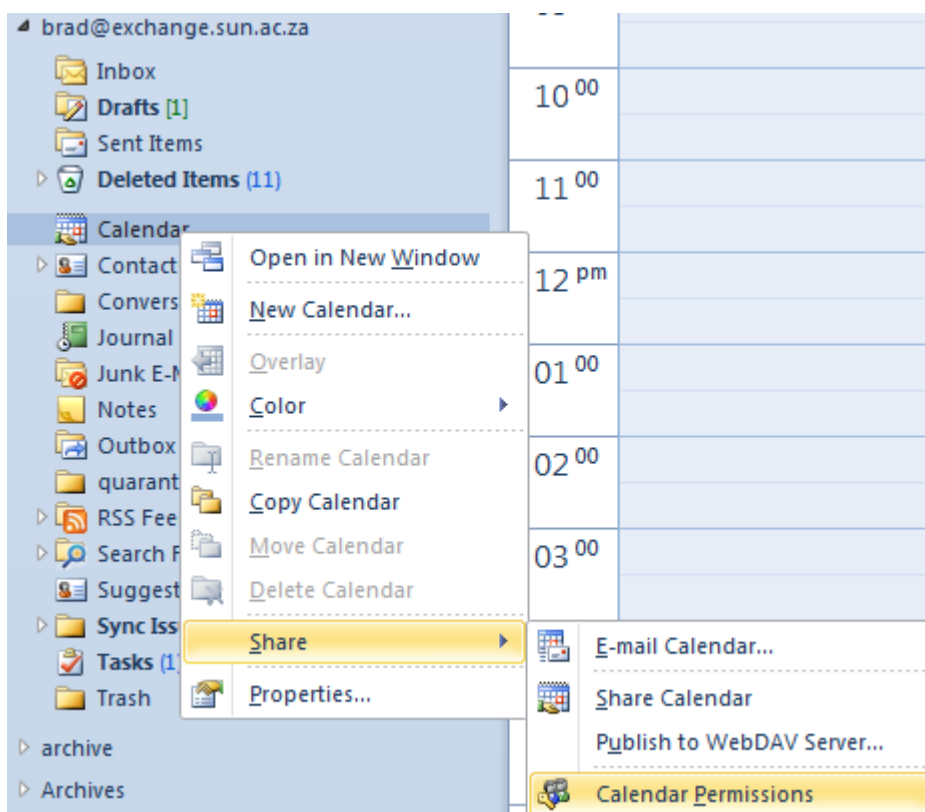 brad@exchange.sun.ac.za
Inbox
Drafts [1]
Sent Items
Deleted Items (11)
Calendar
Contact
Convers
Journal
Junk E-M
Notes
Outbox
quarant
RSS Fee
Search F
Suggest
Sync Iss
Tasks (1)
Trash
archive
Archives
Open in New Window
New Calendar...
Overlay
Color
Rename Calendar
Copy Calendar
Move Calendar
Delete Calendar
Share
Properties...
E-mail Calendar...
Share Calendar
Publish to WebDAV Server...
Calendar Permissions
10 00
11 00
12 pm
01 00
02 00
03 00